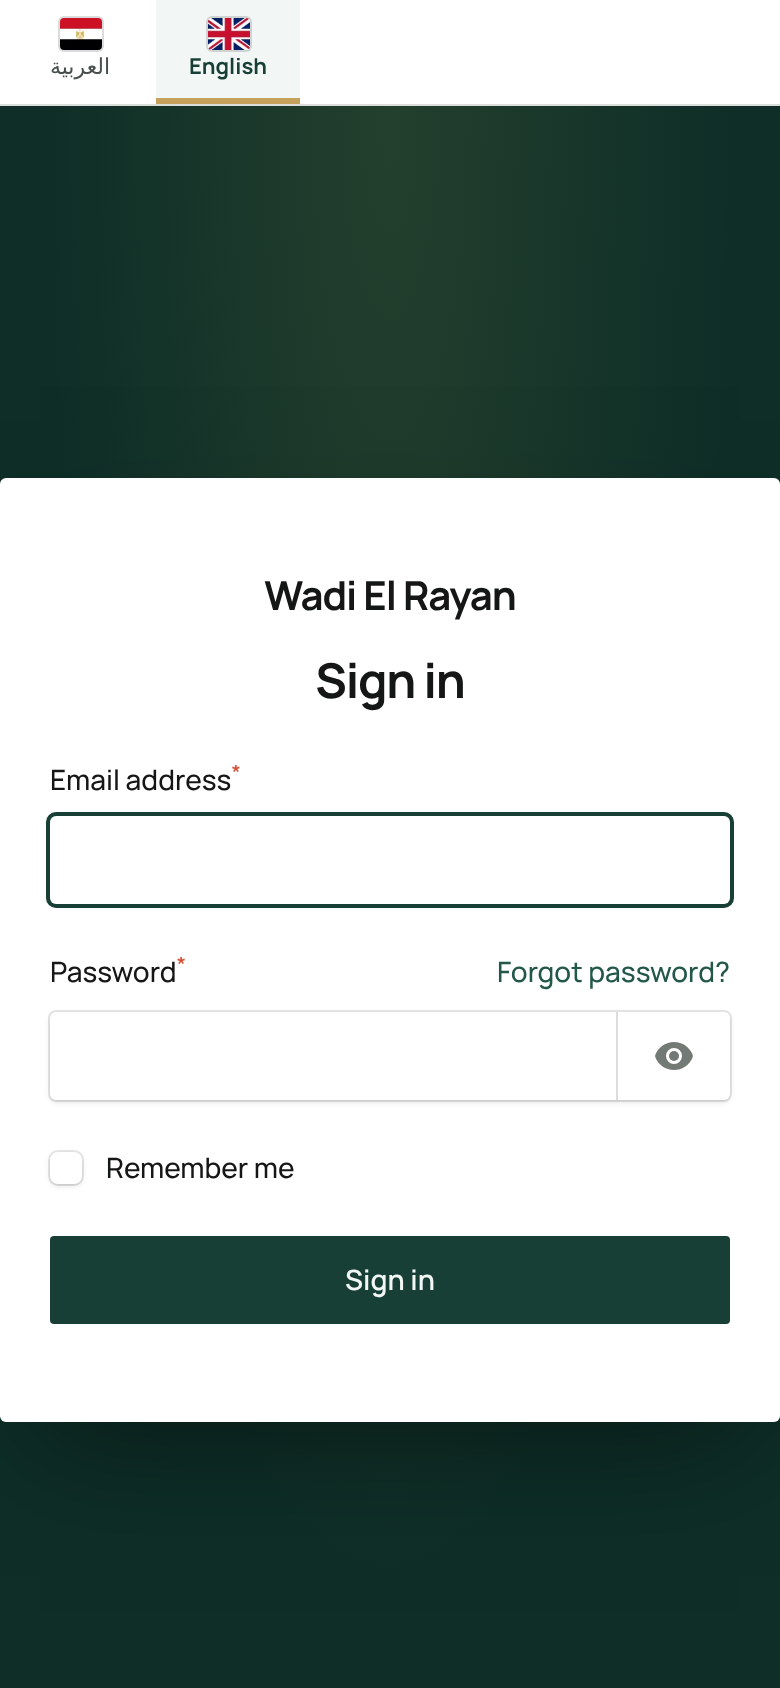 العربية
English
Wadi El Rayan
Sign in
Email address*
Password*
Forgot password?
Remember me
Sign in